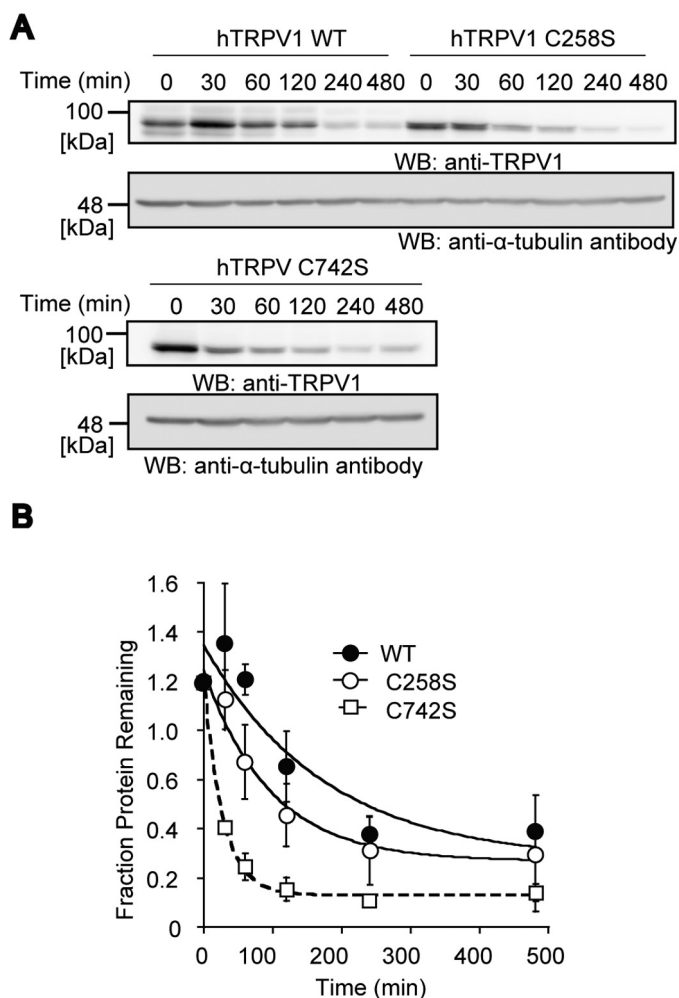 A
hTRPV1 WT hTRPV1 C258S
Time (min) 0 30 60 120 240 480 0 30 60 120 240 480
100
[kDa]
WB: anti-TRPV1
48
[kDa]
WB: anti-α-tubulin antibody
hTRPV C742S
Time (min) 0 30 60 120 240 480
100
[kDa]
WB: anti-TRPV1
48
[kDa]
WB: anti-α-tubulin antibody
B
Fraction Protein Remaining
1.6
1.4
1.2
1.0
0.6
0.4
0.2
0
WT
C258S
C742S
0 100 200 300 400 500
Time (min)